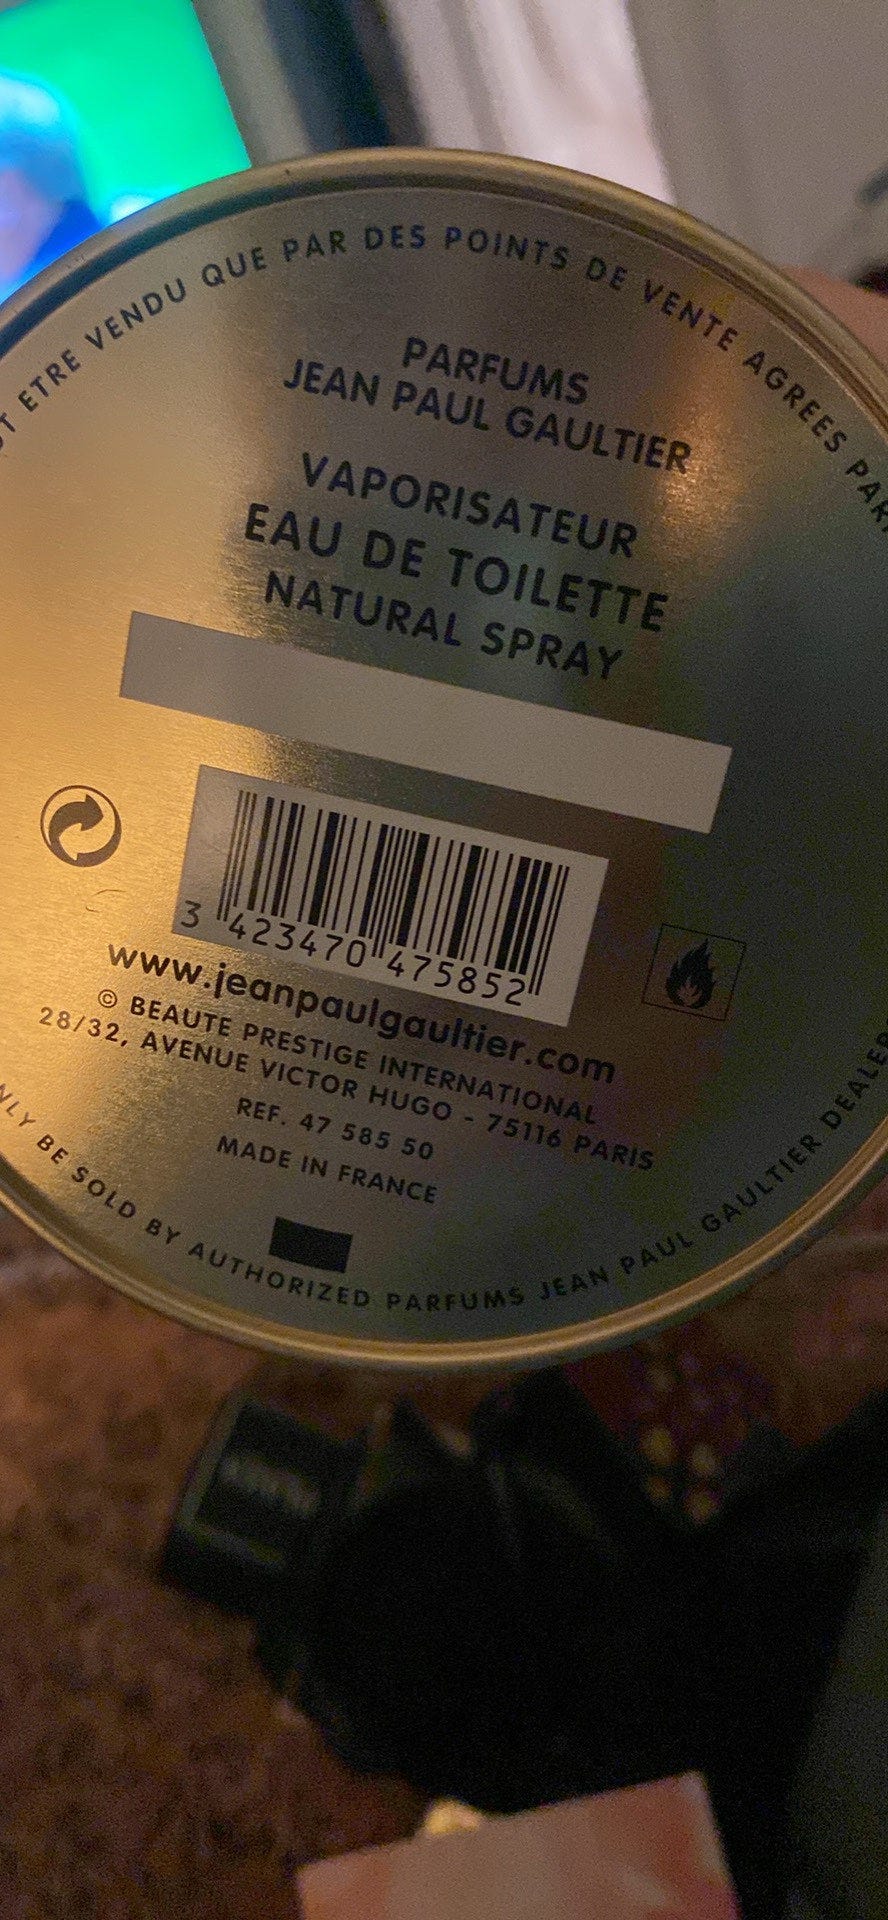 ETRE VENDU QUE PAR DES POINTS DE VENTE AGREES
PARFUMS
JEAN PAUL GAULTIER
VAPORISATEUR
EAU DE TOILETTE
NATURAL SPRAY
3 423470 475852
www.jeanpaulgaultier.com
© BEAUTE PRESTIGE INTERNATIONAL
28/32, AVENUE VICTOR HUGO - 75116 PARIS
REF. 47 585 50
MADE IN FRANCE
BE SOLD BY AUTHORIZED PARFUMS JEAN PAUL GAULTIER DEALER